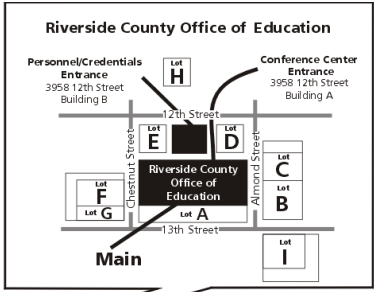 Riverside County Office of Education
Personnel/Credentials
Entrance
3958 12th Street
Building B
Lot
H
Conference Center
Entrance
3958 12th Street
Building A
12th Street
Lot
E
Lot
D
Chestnut Street
Almond Street
Riverside County
Office of
Education
Lot
C
Lot
B
Lot
F
Lot G
Lot A
13th Street
Main
Lot
I